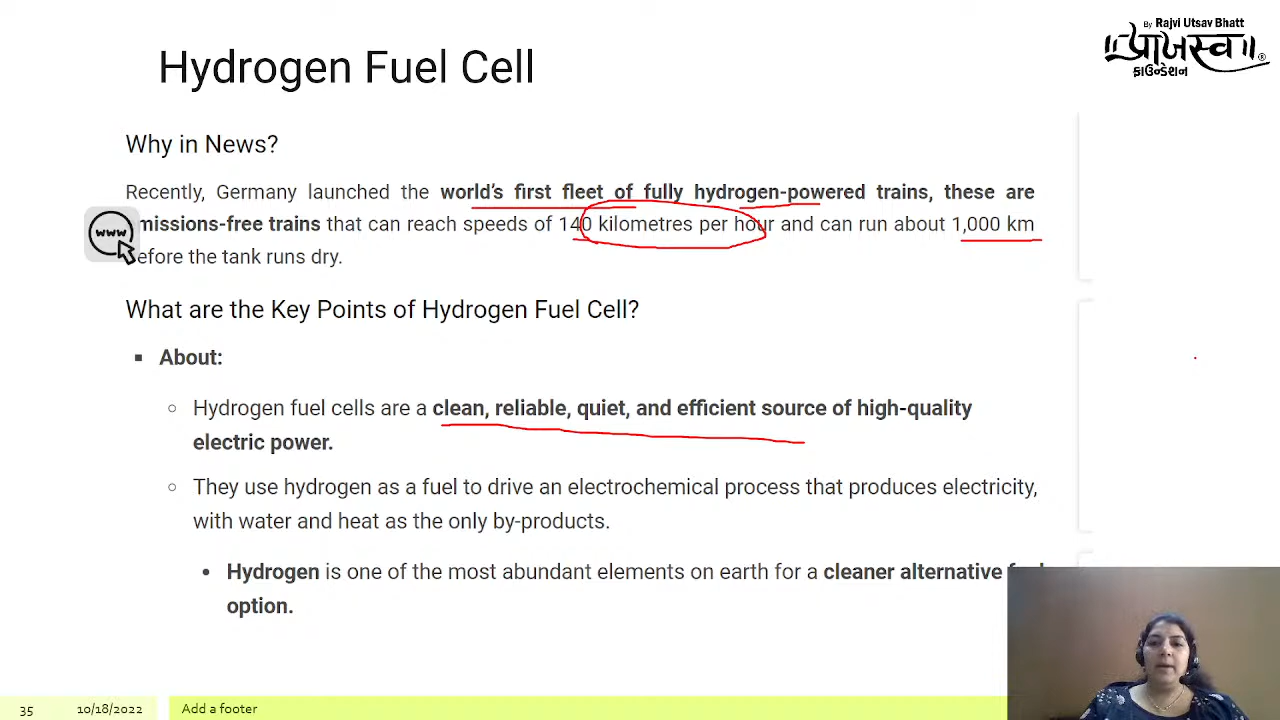 By Rajvi Utsav Bhatt
॥ प्राजस्व ॥ ®
ફાઉન્ડેશન
Hydrogen Fuel Cell
Why in News?
Recently, Germany launched the world's first fleet of fully hydrogen-powered trains, these are
missions-free trains that can reach speeds of 140 kilometres per hour and can run about 1,000 km
www
efore the tank runs dry.
What are the Key Points of Hydrogen Fuel Cell?
▪ About:
○ Hydrogen fuel cells are a clean, reliable, quiet, and efficient source of high-quality
electric power.
○ They use hydrogen as a fuel to drive an electrochemical process that produces electricity,
with water and heat as the only by-products.
• Hydrogen is one of the most abundant elements on earth for a cleaner alternative
option.
35 10/18/2022 Add a footer